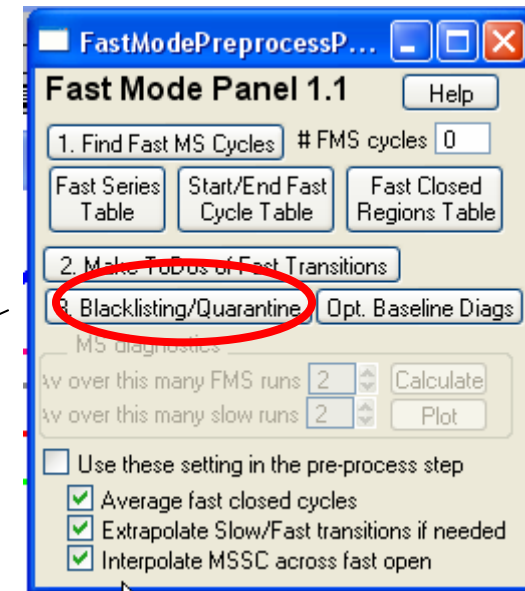 FastModePreprocessP...
Fast Mode Panel 1.1 Help
1. Find Fast MS Cycles # FMS cycles 0
Fast Series Table Start/End Fast Cycle Table Fast Closed Regions Table
2. Make ToDos of Fast Transitions
3. Blacklisting/Quarantine Opt. Baseline Diags
MS diagnostics
Av over this many FMS runs 2 Calculate
Av over this many slow runs 2 Plot
Use these setting in the pre-process step
Average fast closed cycles
Extrapolate Slow/Fast transitions if needed
Interpolate MSSC across fast open